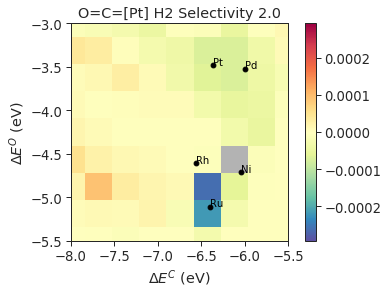 O=C=[Pt] H2 Selectivity 2.0
−3.0
−3.5
−4.0
−4.5
−5.0
−5.5
ΔE^O (eV)
Pt
Pd
Rh
Ni
Ru
−8.0 −7.5 −7.0 −6.5 −6.0 −5.5
ΔE^C (eV)
0.0002
0.0001
0.0000
−0.0001
−0.0002